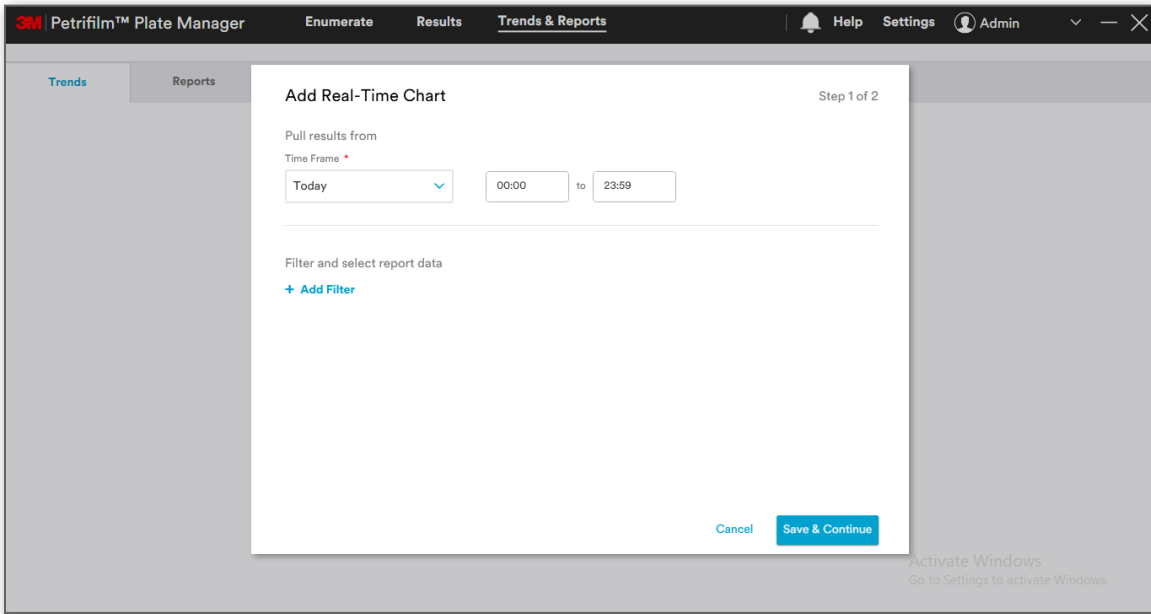 3M Petrifilm™ Plate Manager Enumerate Results Trends & Reports Help Settings Admin
Trends Reports
Add Real-Time Chart Step 1 of 2
Pull results from
Time Frame *
Today 00:00 to 23:59
Filter and select report data
+ Add Filter
Cancel Save & Continue
Activate Windows
Go to Settings to activate Windows.